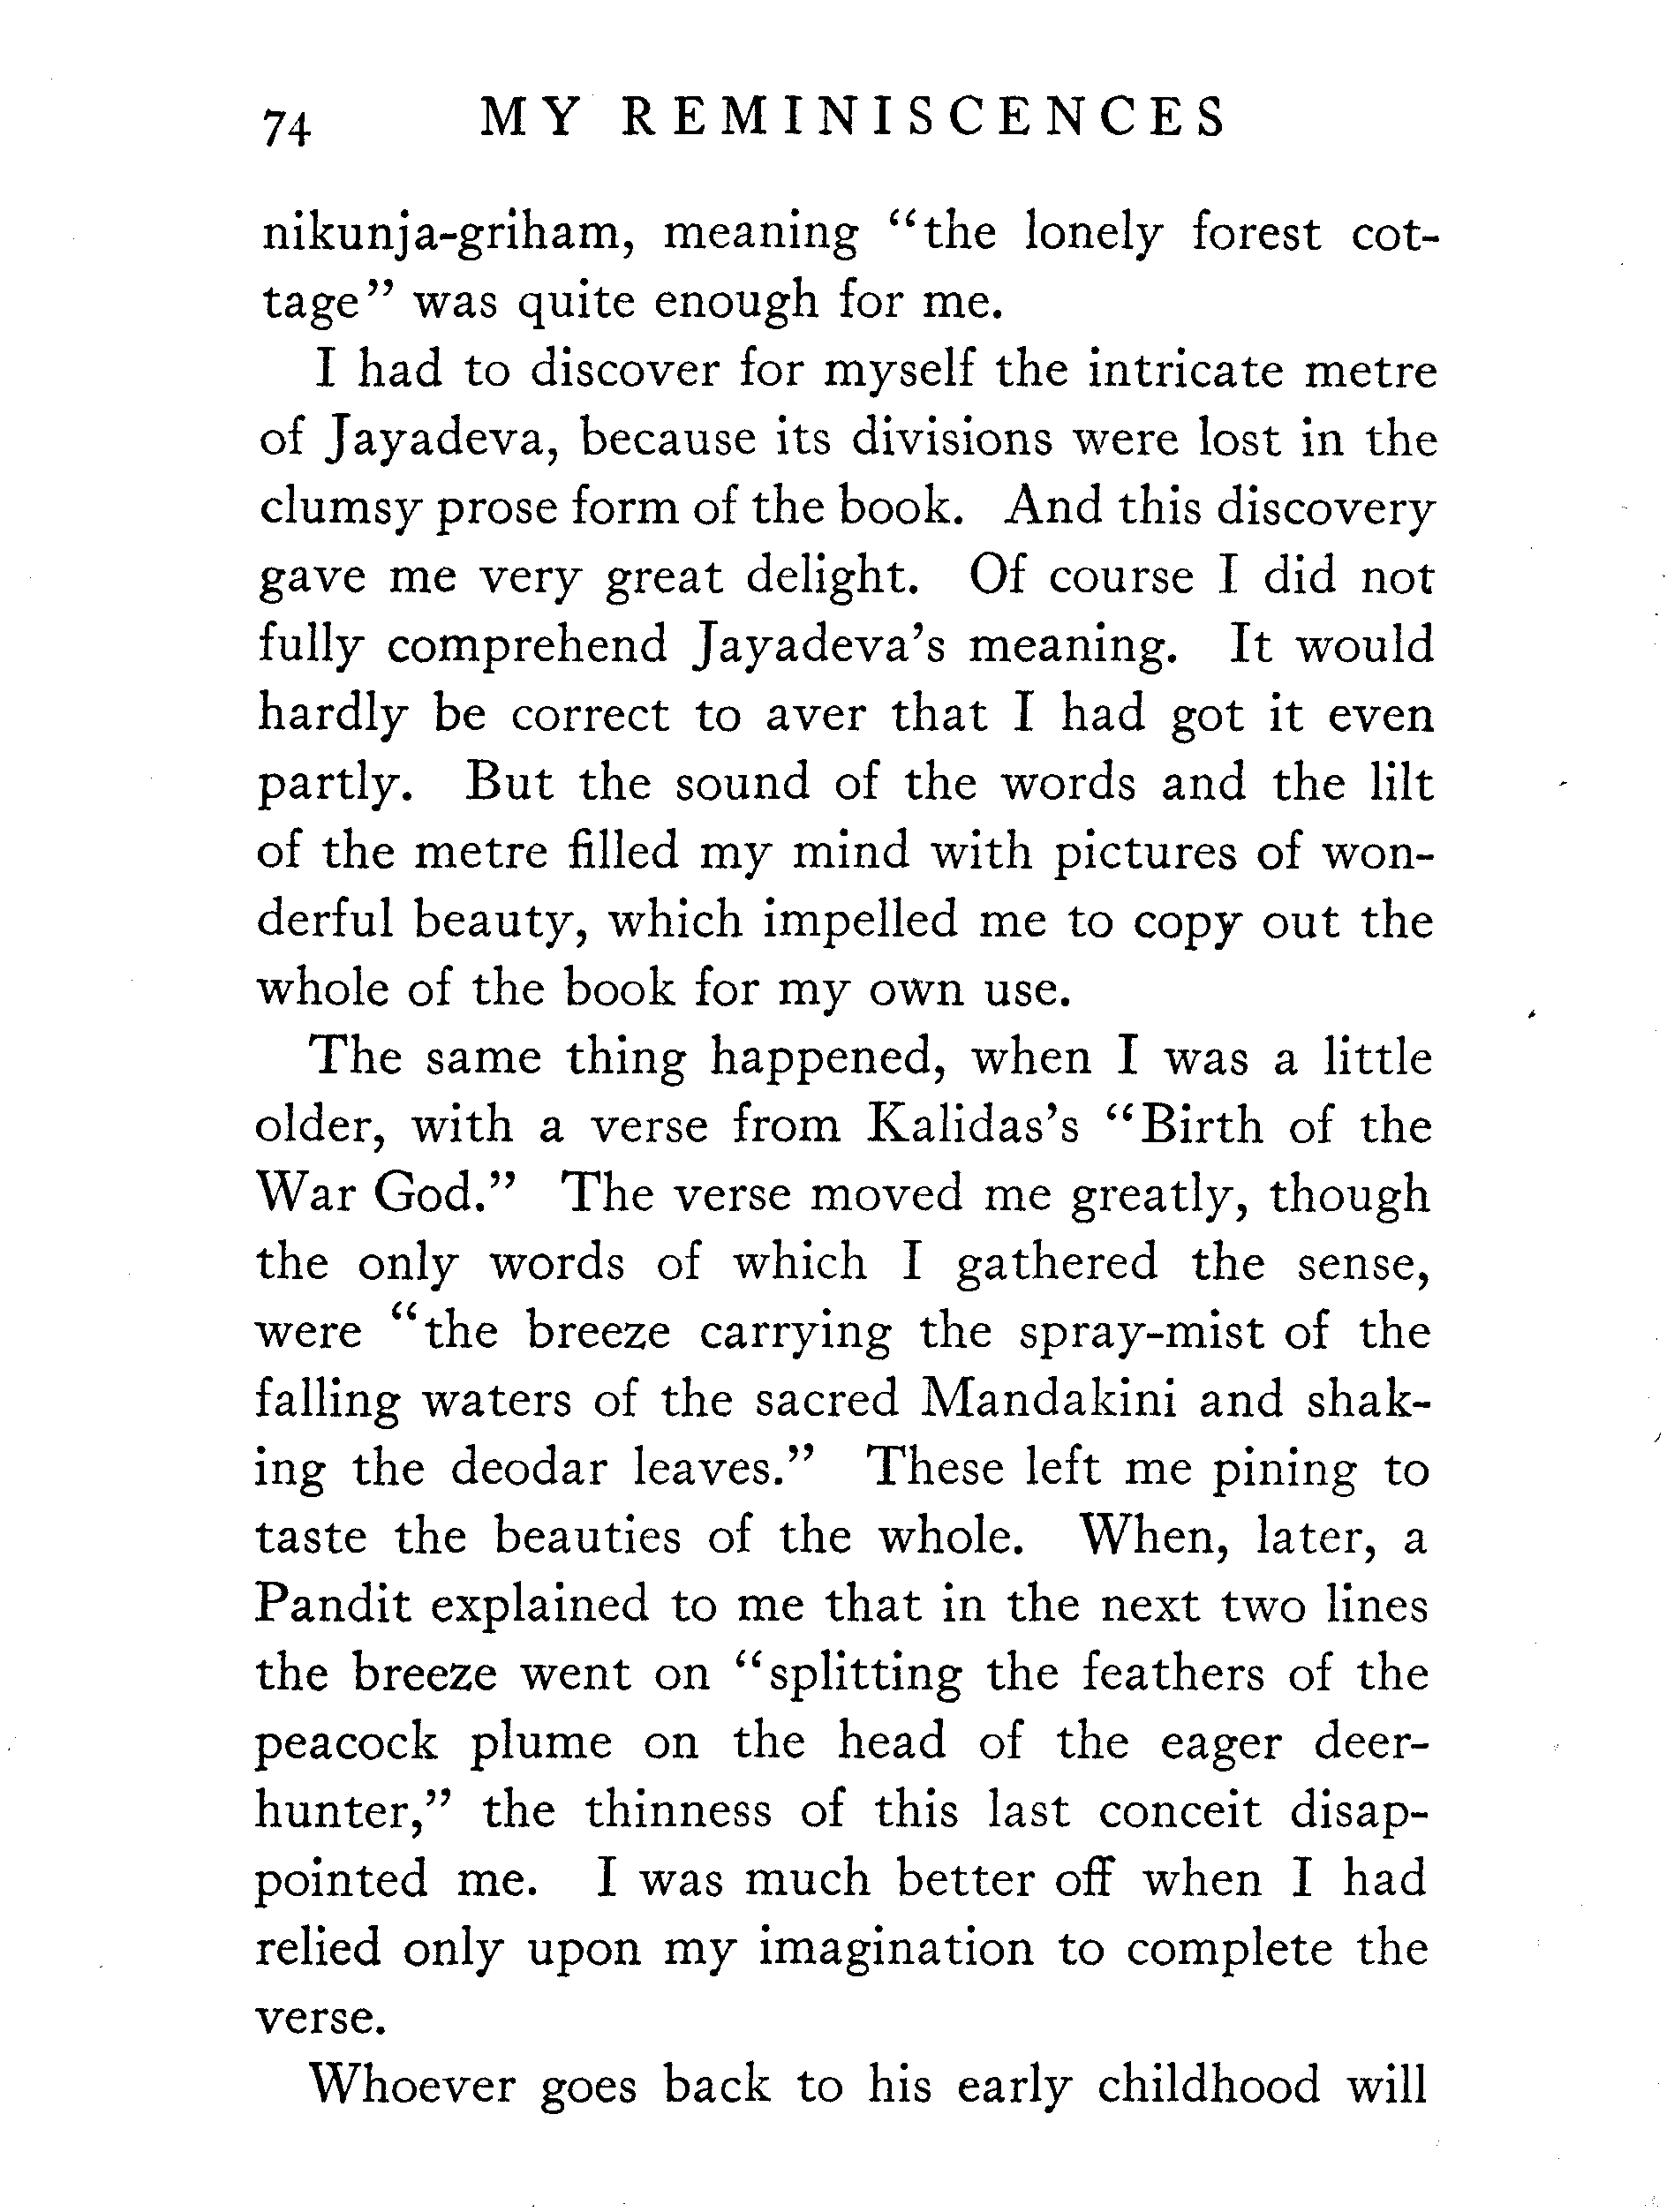 74 MY REMINISCENCES
nikunja-griham, meaning “the lonely forest cot-
tage” was quite enough for me.
I had to discover for myself the intricate metre
of Jayadeva, because its divisions were lost in the
clumsy prose form of the book. And this discovery
gave me very great delight. Of course I did not
fully comprehend Jayadeva’s meaning. It would
hardly be correct to aver that I had got it even
partly. But the sound of the words and the lilt
of the metre filled my mind with pictures of won-
derful beauty, which impelled me to copy out the
whole of the book for my own use.
The same thing happened, when I was a little
older, with a verse from Kalidas’s “Birth of the
War God.” The verse moved me greatly, though
the only words of which I gathered the sense,
were “the breeze carrying the spray-mist of the
falling waters of the sacred Mandakini and shak-
ing the deodar leaves.” These left me pining to
taste the beauties of the whole. When, later, a
Pandit explained to me that in the next two lines
the breeze went on “splitting the feathers of the
peacock plume on the head of the eager deer-
hunter,” the thinness of this last conceit disap-
pointed me. I was much better off when I had
relied only upon my imagination to complete the
verse.
Whoever goes back to his early childhood will